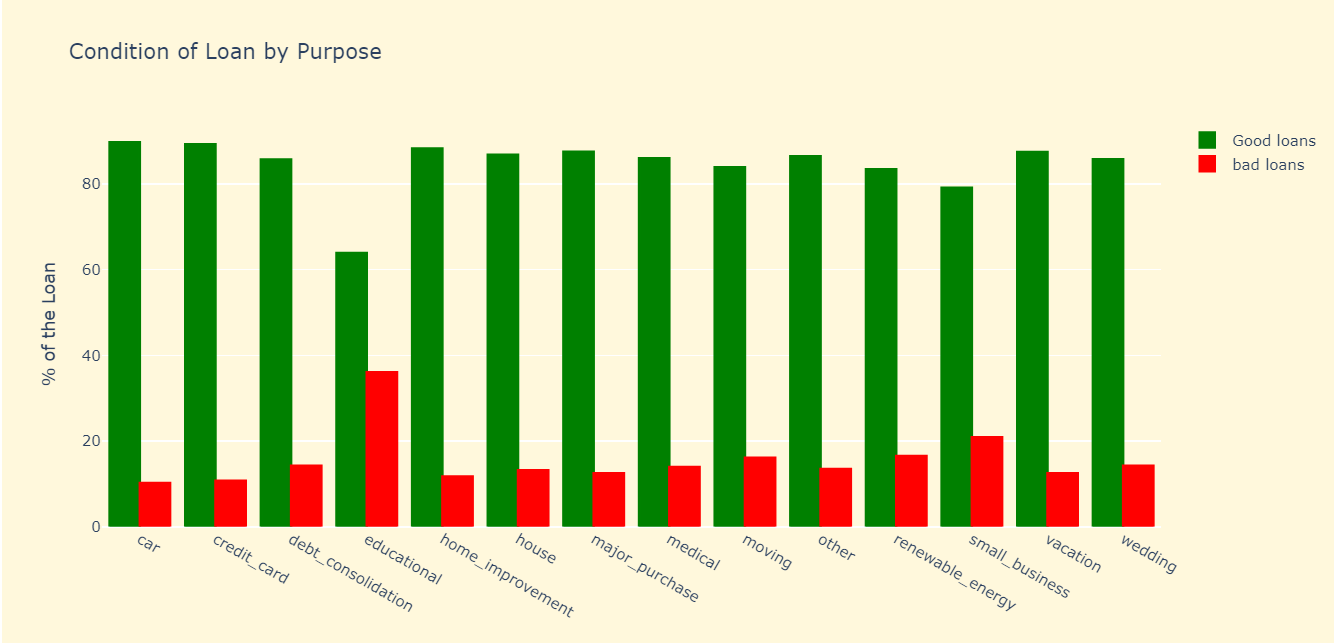 Condition of Loan by Purpose
Good loans
bad loans
% of the Loan
80
60
40
20
0
car
credit_card
debt_consolidation
educational
home_improvement
house
major_purchase
medical
moving
other
renewable_energy
small_business
vacation
wedding